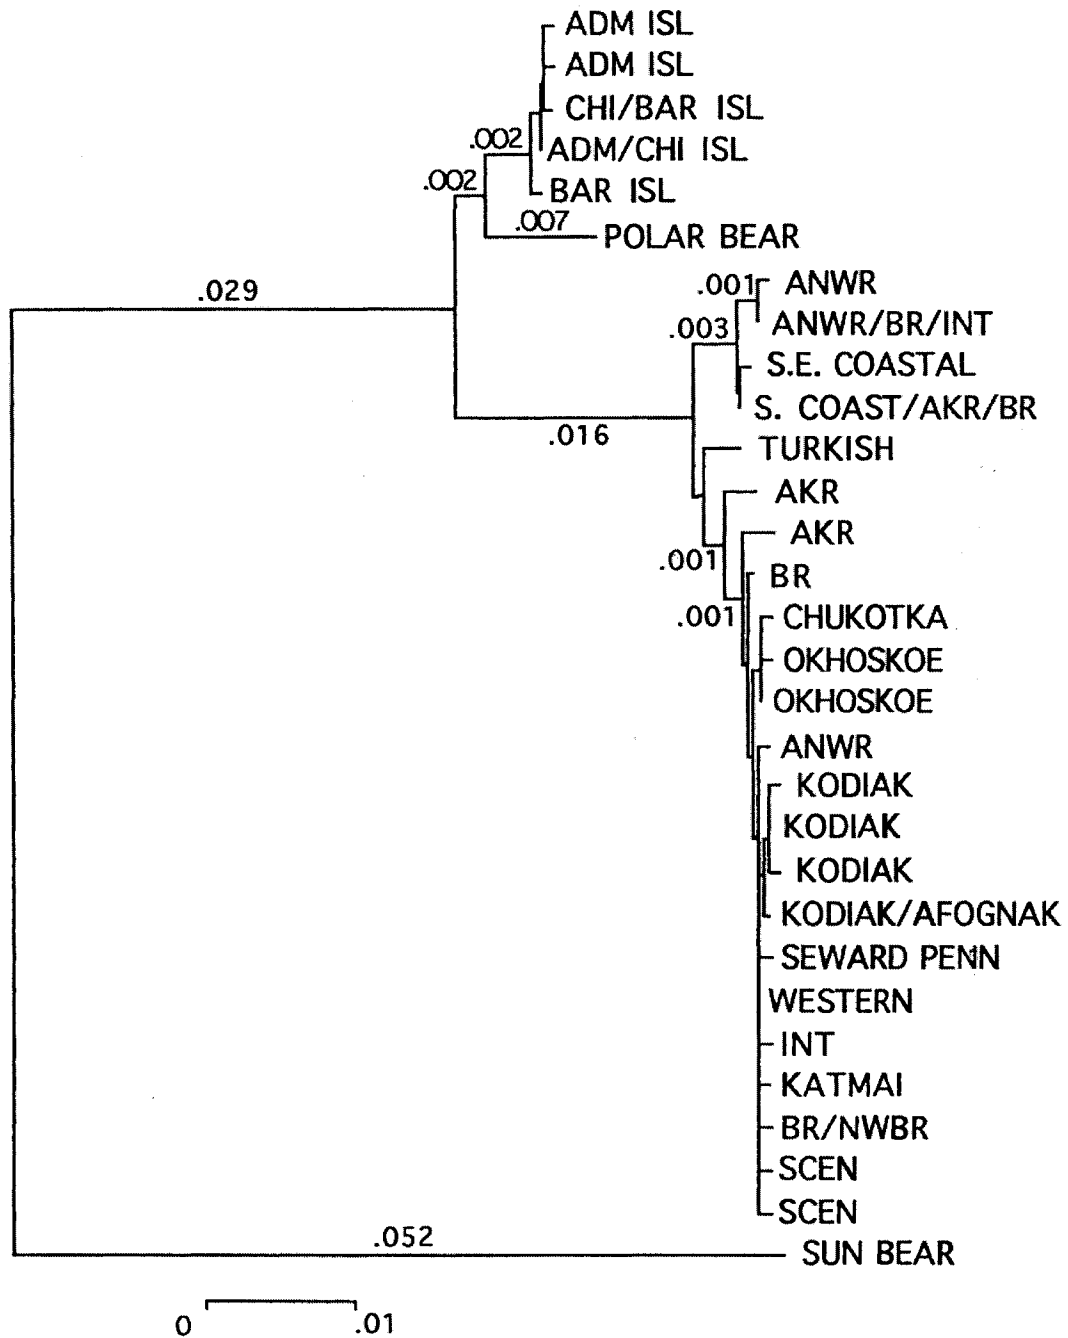 ADM ISL
ADM ISL
CHI/BAR ISL
.002
ADM/CHI ISL
.002
BAR ISL
.007
POLAR BEAR
.029
.001
ANWR
ANWR/BR/INT
.003
S.E. COASTAL
S. COAST/AKR/BR
.016
TURKISH
AKR
AKR
.001
BR
.001
CHUKOTKA
OKHOSKOE
OKHOSKOE
ANWR
KODIAK
KODIAK
KODIAK
KODIAK/AFOGNAK
SEWARD PENN
WESTERN
INT
KATMAI
BR/NWBR
SCEN
SCEN
.052
SUN BEAR
0 .01